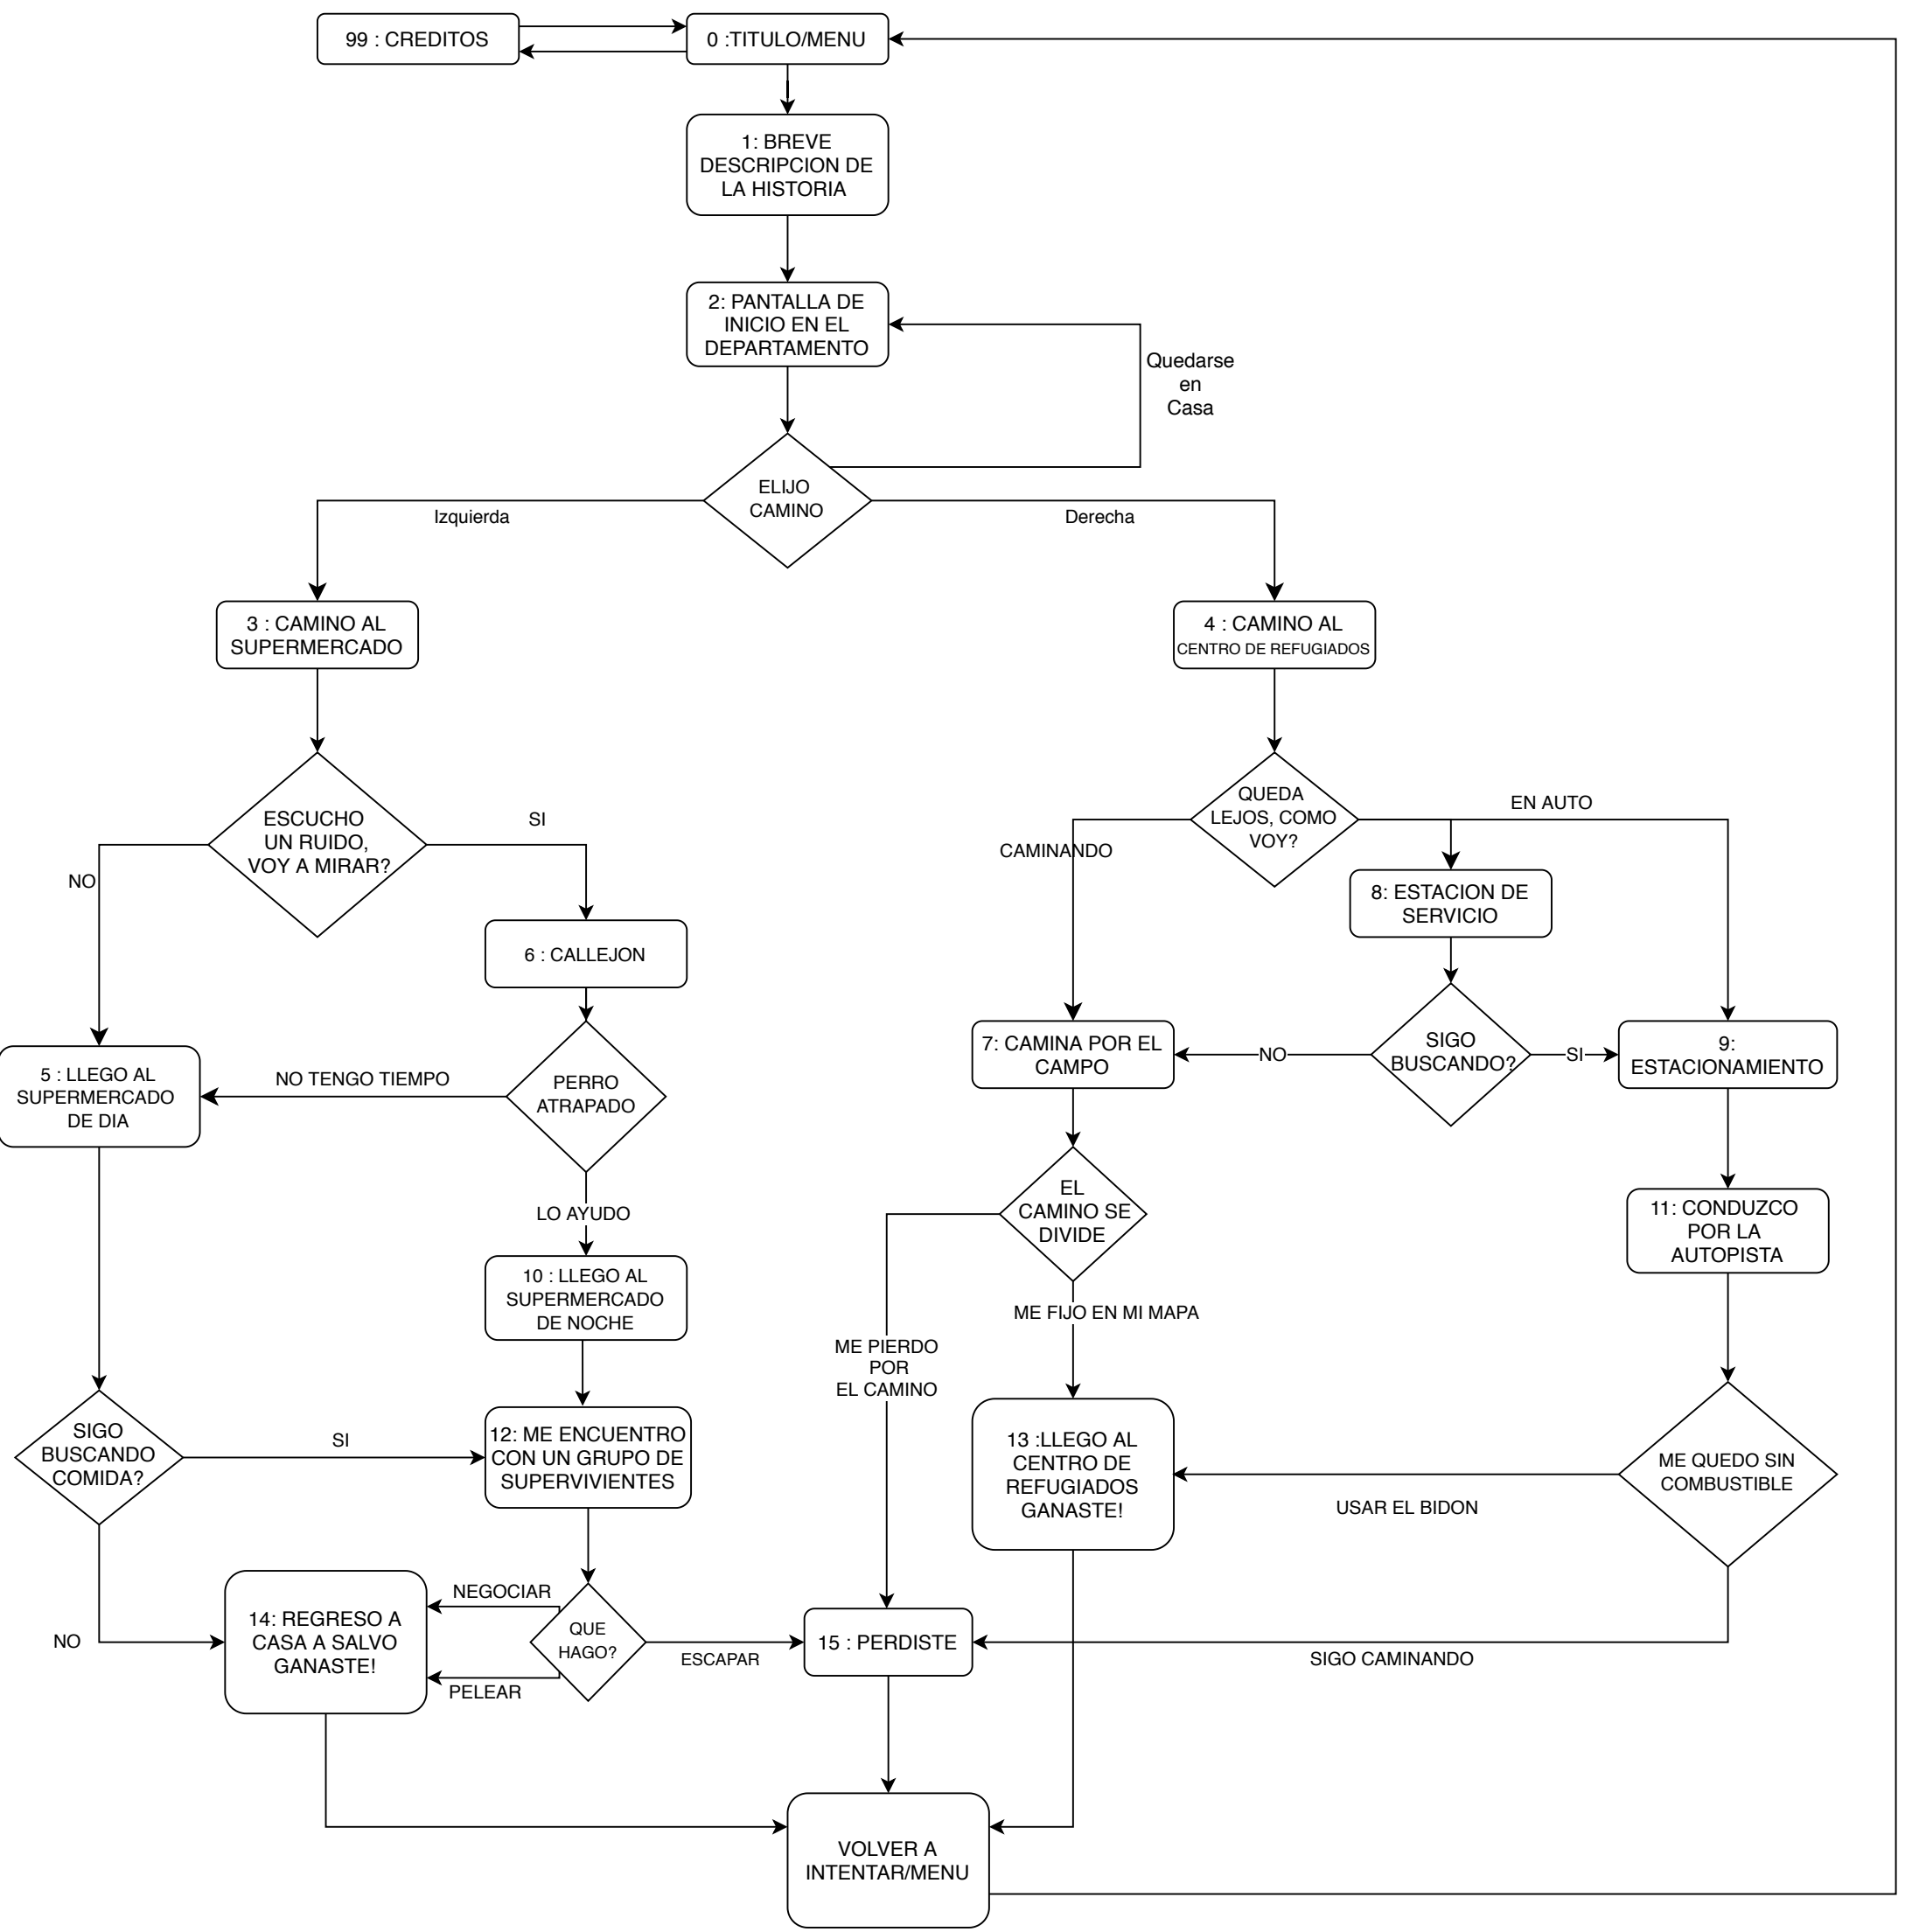 99 : CREDITOS
0 :TITULO/MENU
1: BREVE
DESCRIPCION DE
LA HISTORIA
2: PANTALLA DE
INICIO EN EL
DEPARTAMENTO
Quedarse
en
Casa
ELIJO
CAMINO
Izquierda
Derecha
3 : CAMINO AL
SUPERMERCADO
4 : CAMINO AL
CENTRO DE REFUGIADOS
ESCUCHO
UN RUIDO,
VOY A MIRAR?
SI
NO
QUEDA
LEJOS, COMO
VOY?
EN AUTO
CAMINANDO
8: ESTACION DE
SERVICIO
6 : CALLEJON
5 : LLEGO AL
SUPERMERCADO
DE DIA
NO TENGO TIEMPO
PERRO
ATRAPADO
7: CAMINA POR EL
CAMPO
NO
SIGO
BUSCANDO?
SI
9:
ESTACIONAMIENTO
LO AYUDO
EL
CAMINO SE
DIVIDE
11: CONDUZCO
POR LA
AUTOPISTA
10 : LLEGO AL
SUPERMERCADO
DE NOCHE
ME FIJO EN MI MAPA
ME PIERDO
POR
EL CAMINO
SIGO
BUSCANDO
COMIDA?
SI
12: ME ENCUENTRO
CON UN GRUPO DE
SUPERVIVIENTES
13 :LLEGO AL
CENTRO DE
REFUGIADOS
GANASTE!
ME QUEDO SIN
COMBUSTIBLE
USAR EL BIDON
NO
14: REGRESO A
CASA A SALVO
GANASTE!
NEGOCIAR
PELEAR
QUE
HAGO?
ESCAPAR
15 : PERDISTE
SIGO CAMINANDO
VOLVER A
INTENTAR/MENU